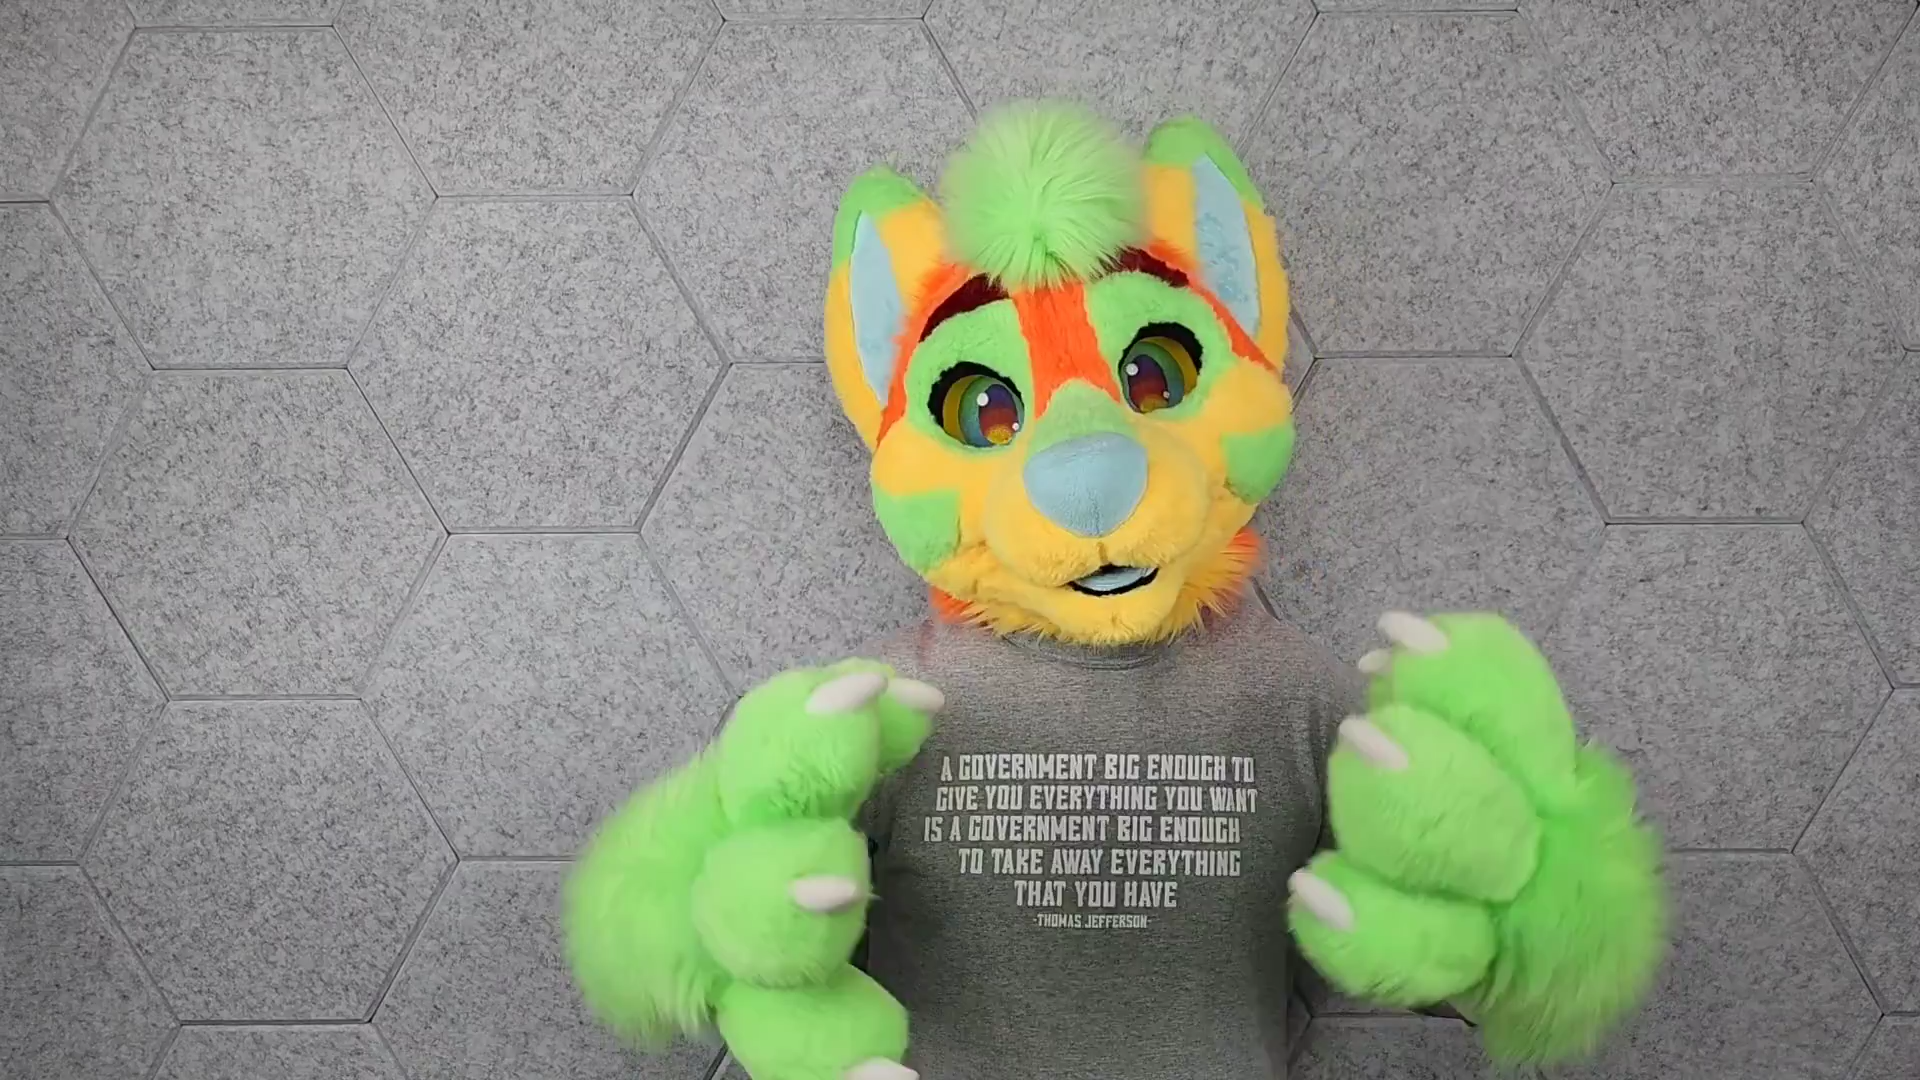 A GOVERNMENT BIG ENOUGH TO
GIVE YOU EVERYTHING YOU WANT
IS A GOVERNMENT BIG ENOUGH
TO TAKE AWAY EVERYTHING
THAT YOU HAVE
-THOMAS JEFFERSON-